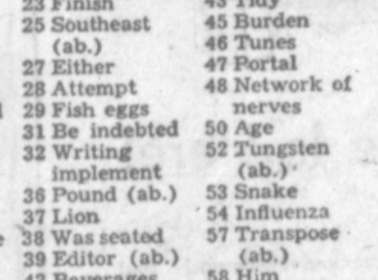 23 Finish
25 Southeast
(ab.)
27 Either
28 Attempt
29 Fish eggs
31 Be indebted
32 Writing
implement
36 Pound (ab.)
37 Lion
38 Was seated
39 Editor (ab.)
43 Tidy
45 Burden
46 Tunes
47 Portal
48 Network of
nerves
50 Age
52 Tungsten
(ab.)
53 Snake
54 Influenza
57 Transpose
(ab.)
58 Him